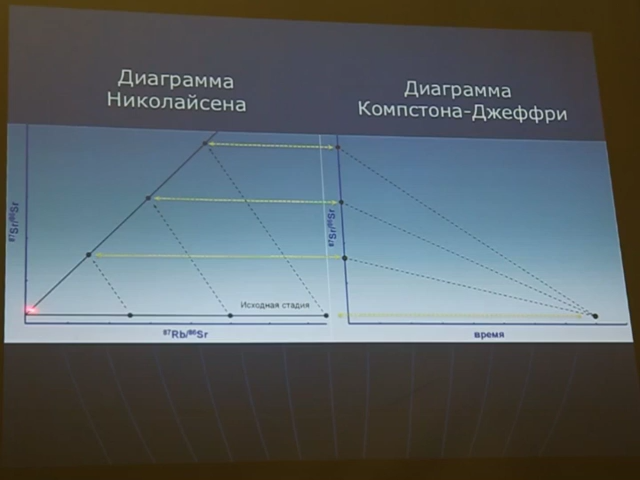 Диаграмма
Николайсена
Диаграмма
Компстона-Джеффри
⁸⁷Sr/⁸⁶Sr
⁸⁷Sr/⁸⁶Sr
Исходная стадия
⁸⁷Rb/⁸⁶Sr
время